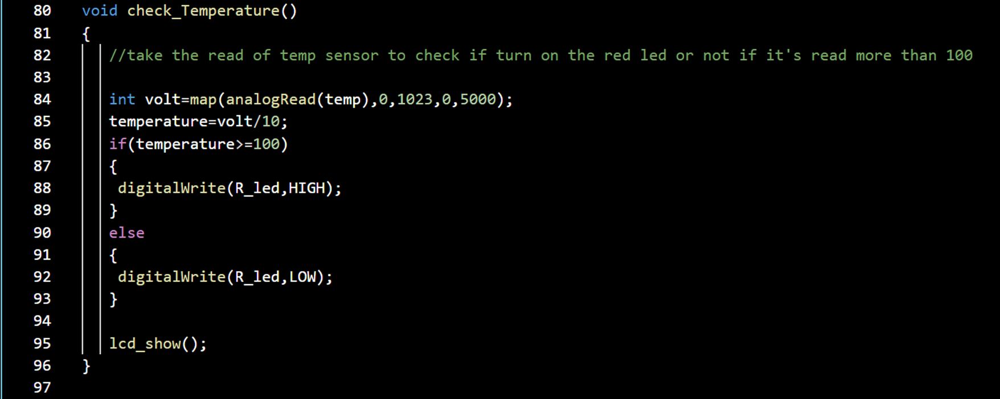 80 void check_Temperature()
81 {
82 //take the read of temp sensor to check if turn on the red led or not if it's read more than 100
83
84 int volt=map(analogRead(temp),0,1023,0,5000);
85 temperature=volt/10;
86 if(temperature>=100)
87 {
88 digitalWrite(R_led,HIGH);
89 }
90 else
91 {
92 digitalWrite(R_led,LOW);
93 }
94
95 lcd_show();
96 }
97